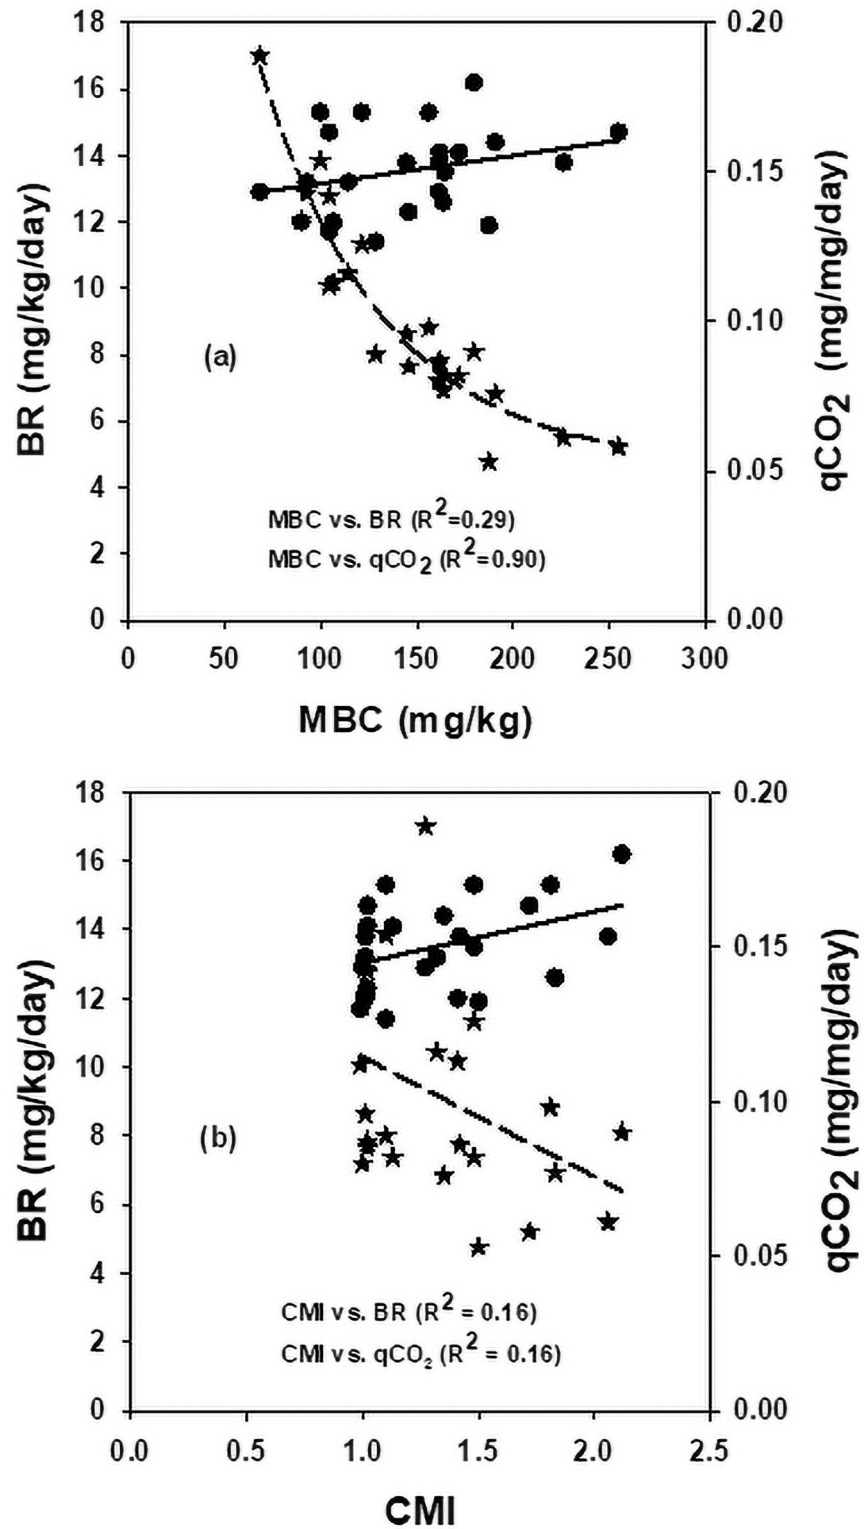 18
16
14
12
10
8
6
4
2
0
BR (mg/kg/day)
0.20
0.15
0.10
0.05
0.00
qCO2 (mg/mg/day)
(a)
MBC vs. BR (R2=0.29)
MBC vs. qCO2 (R2=0.90)
0 50 100 150 200 250 300
MBC (mg/kg)
18
16
14
12
10
8
6
4
2
0
BR (mg/kg/day)
0.20
0.15
0.10
0.05
0.00
qCO2 (mg/mg/day)
(b)
CMI vs. BR (R2 = 0.16)
CMI vs. qCO2 (R2 = 0.16)
0.0 0.5 1.0 1.5 2.0 2.5
CMI